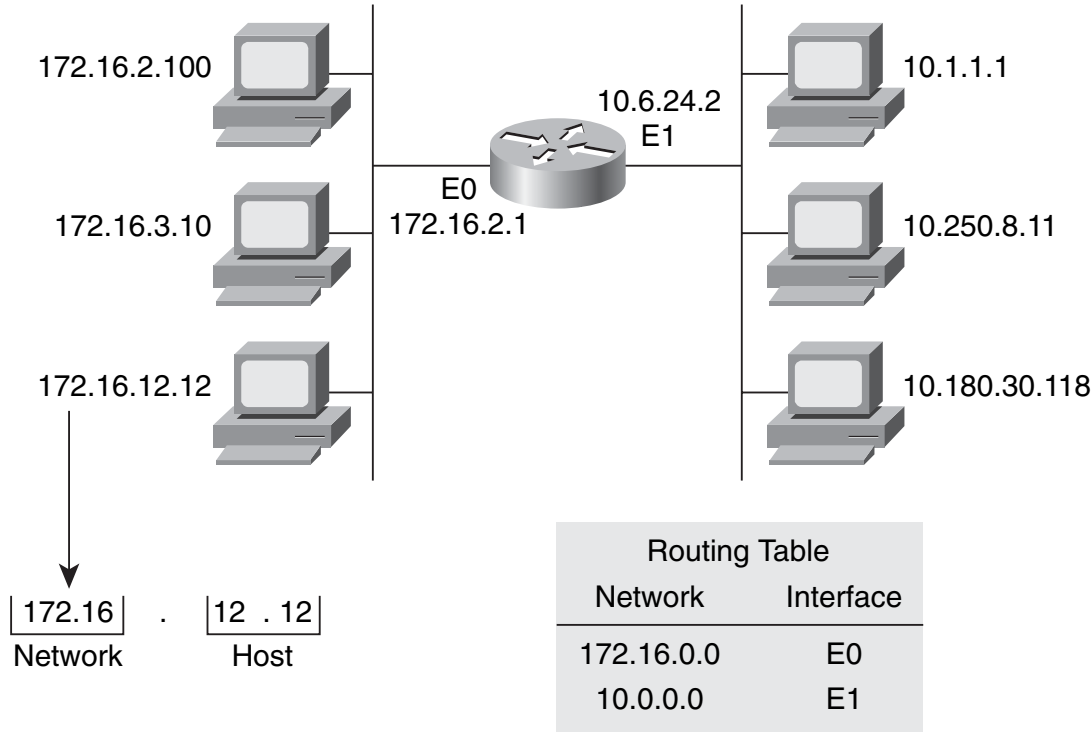 172.16.2.100
10.1.1.1
10.6.24.2
E1
E0
172.16.2.1
172.16.3.10
10.250.8.11
172.16.12.12
10.180.30.118
172.16 . 12 . 12
Network Host
Routing Table
Network Interface
172.16.0.0 E0
10.0.0.0 E1